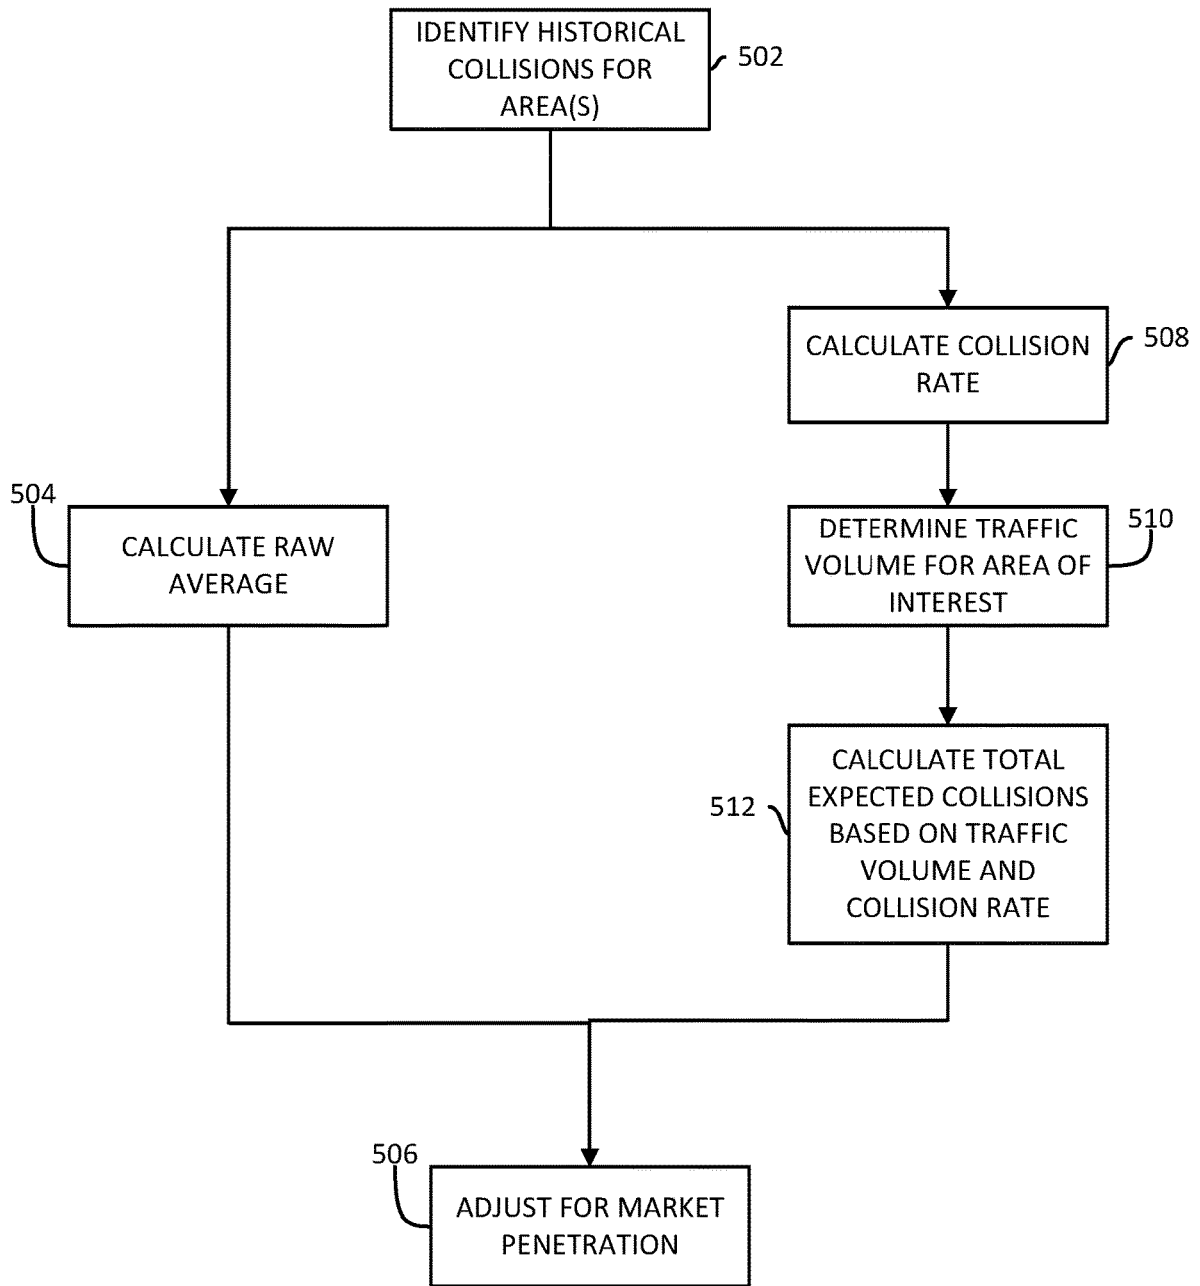 IDENTIFY HISTORICAL
COLLISIONS FOR
AREA(S)
502
CALCULATE COLLISION
RATE
508
504
CALCULATE RAW
AVERAGE
DETERMINE TRAFFIC
VOLUME FOR AREA OF
INTEREST
510
512
CALCULATE TOTAL
EXPECTED COLLISIONS
BASED ON TRAFFIC
VOLUME AND
COLLISION RATE
506
ADJUST FOR MARKET
PENETRATION